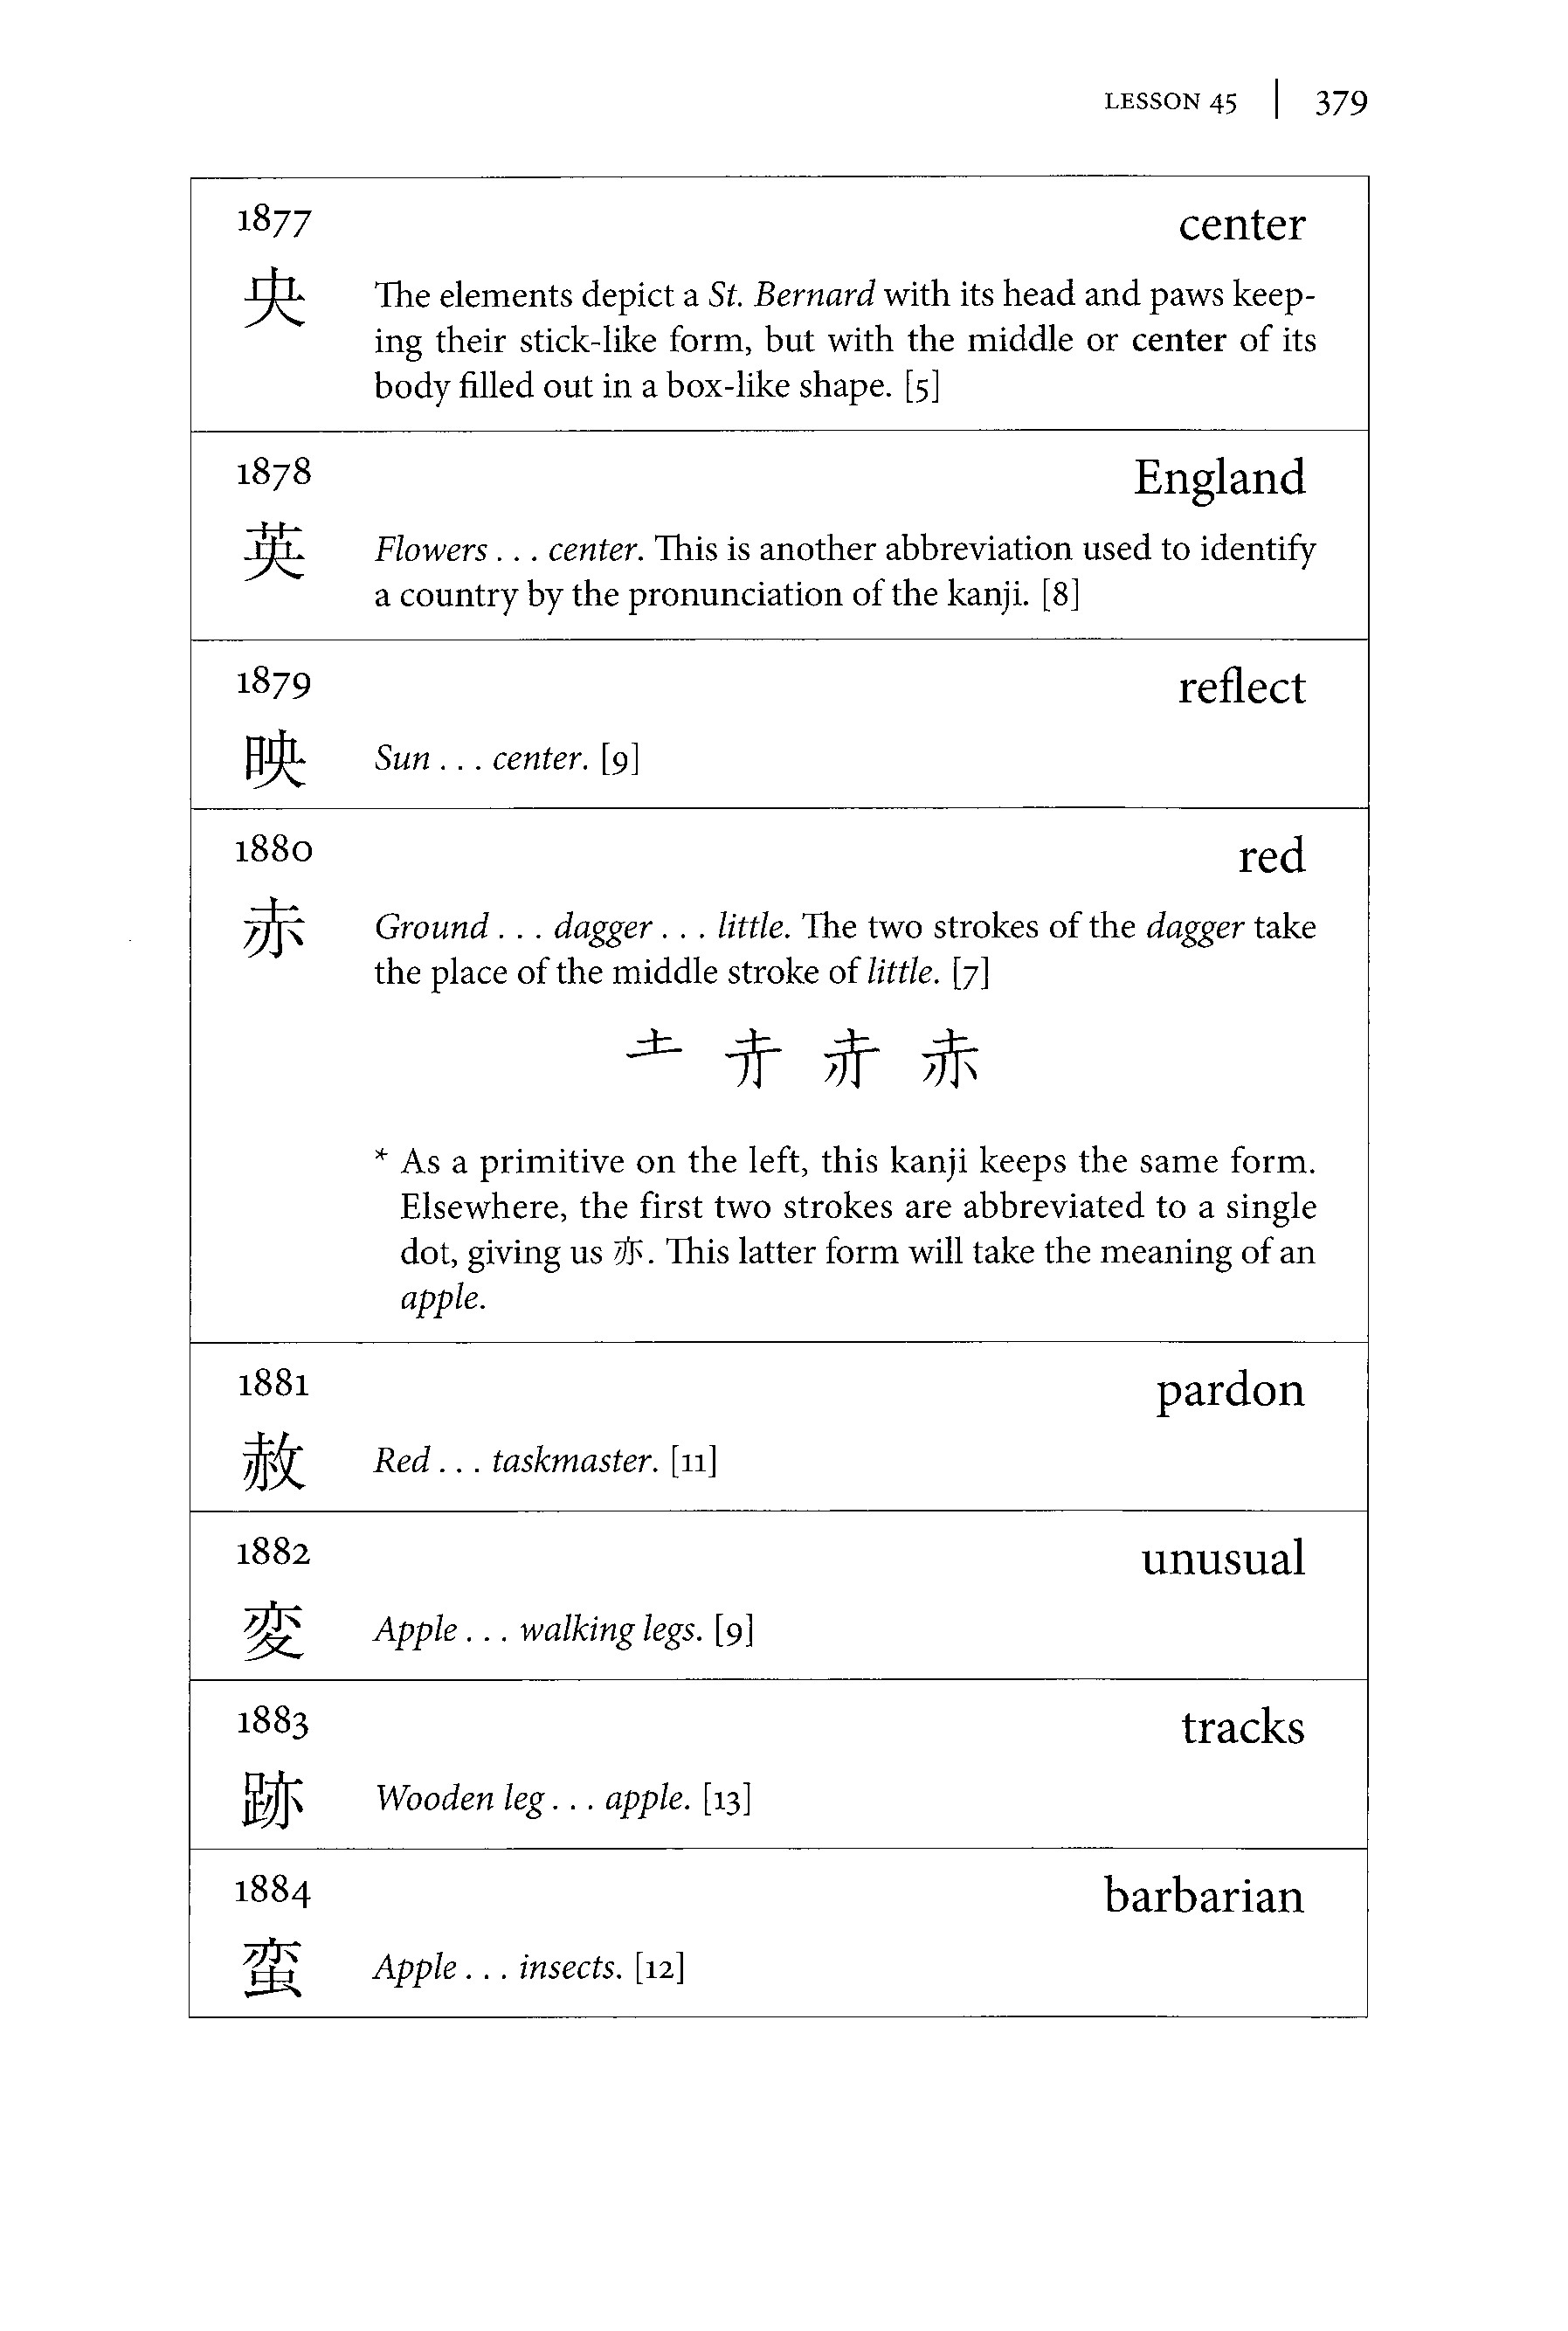 LESSON 45 | 379
1877
center
央
The elements depict a St. Bernard with its head and paws keep-
ing their stick-like form, but with the middle or center of its
body filled out in a box-like shape. [5]
1878
England
英
Flowers . . . center. This is another abbreviation used to identify
a country by the pronunciation of the kanji. [8]
1879
reflect
映
Sun . . . center. [9]
1880
red
赤
Ground . . . dagger . . . little. The two strokes of the dagger take
the place of the middle stroke of little. [7]
赤
* As a primitive on the left, this kanji keeps the same form.
Elsewhere, the first two strokes are abbreviated to a single
dot, giving us 亦. This latter form will take the meaning of an
apple.
1881
pardon
赦
Red . . . taskmaster. [11]
1882
unusual
変
Apple . . . walking legs. [9]
1883
tracks
跡
Wooden leg . . . apple. [13]
1884
barbarian
蛮
Apple . . . insects. [12]